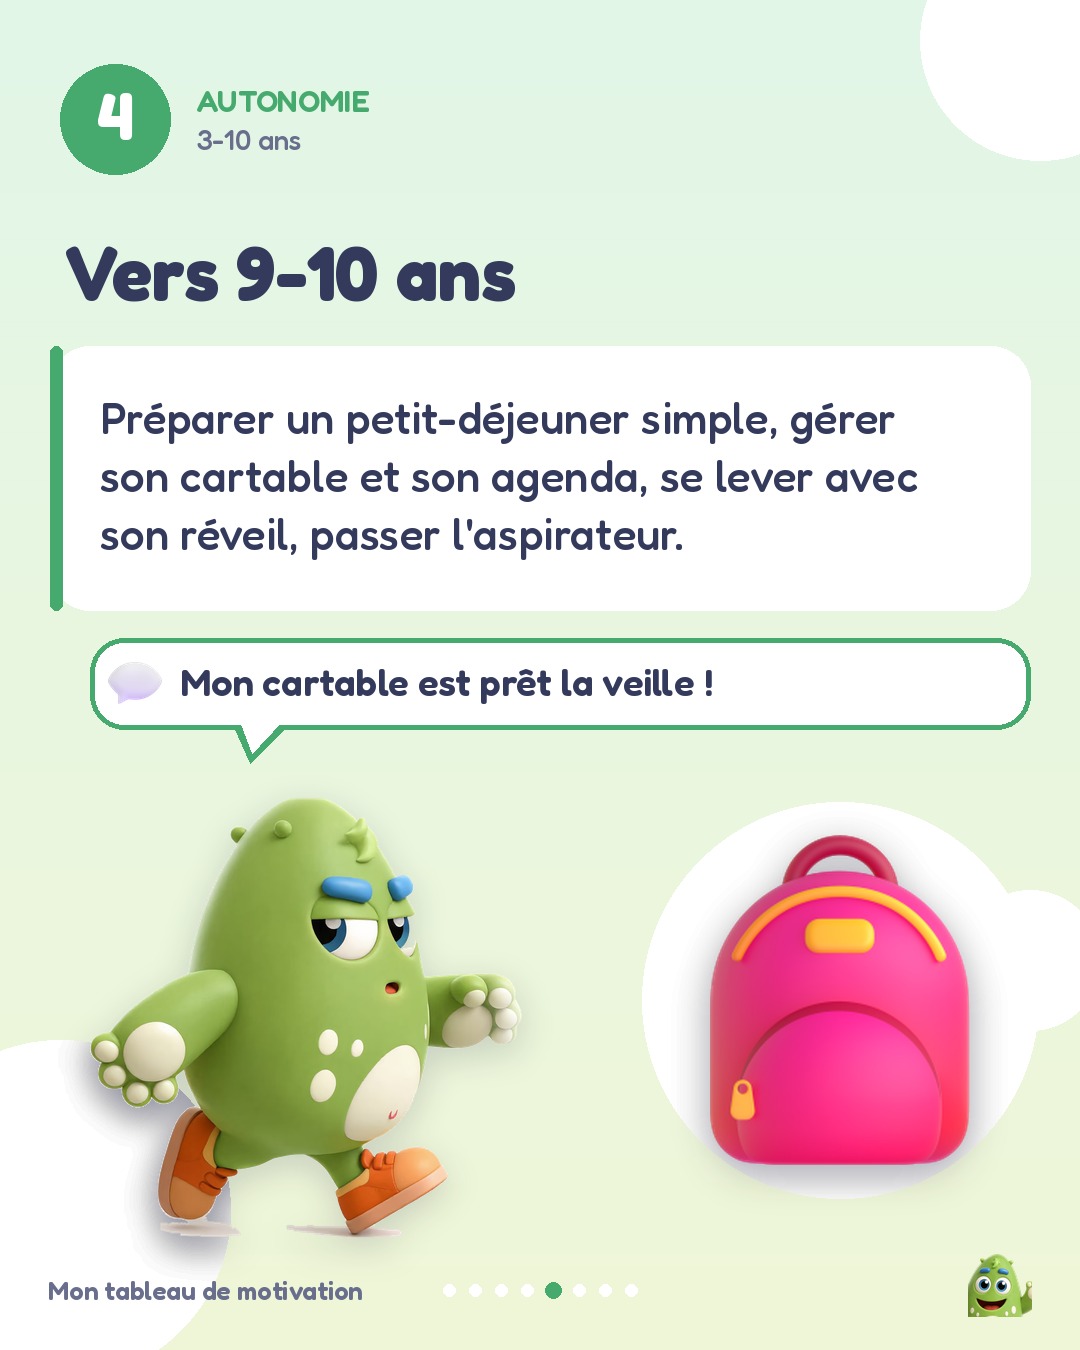 4
AUTONOMIE
3-10 ans
Vers 9-10 ans
Préparer un petit-déjeuner simple, gérer
son cartable et son agenda, se lever avec
son réveil, passer l'aspirateur.
Mon cartable est prêt la veille !
Mon tableau de motivation